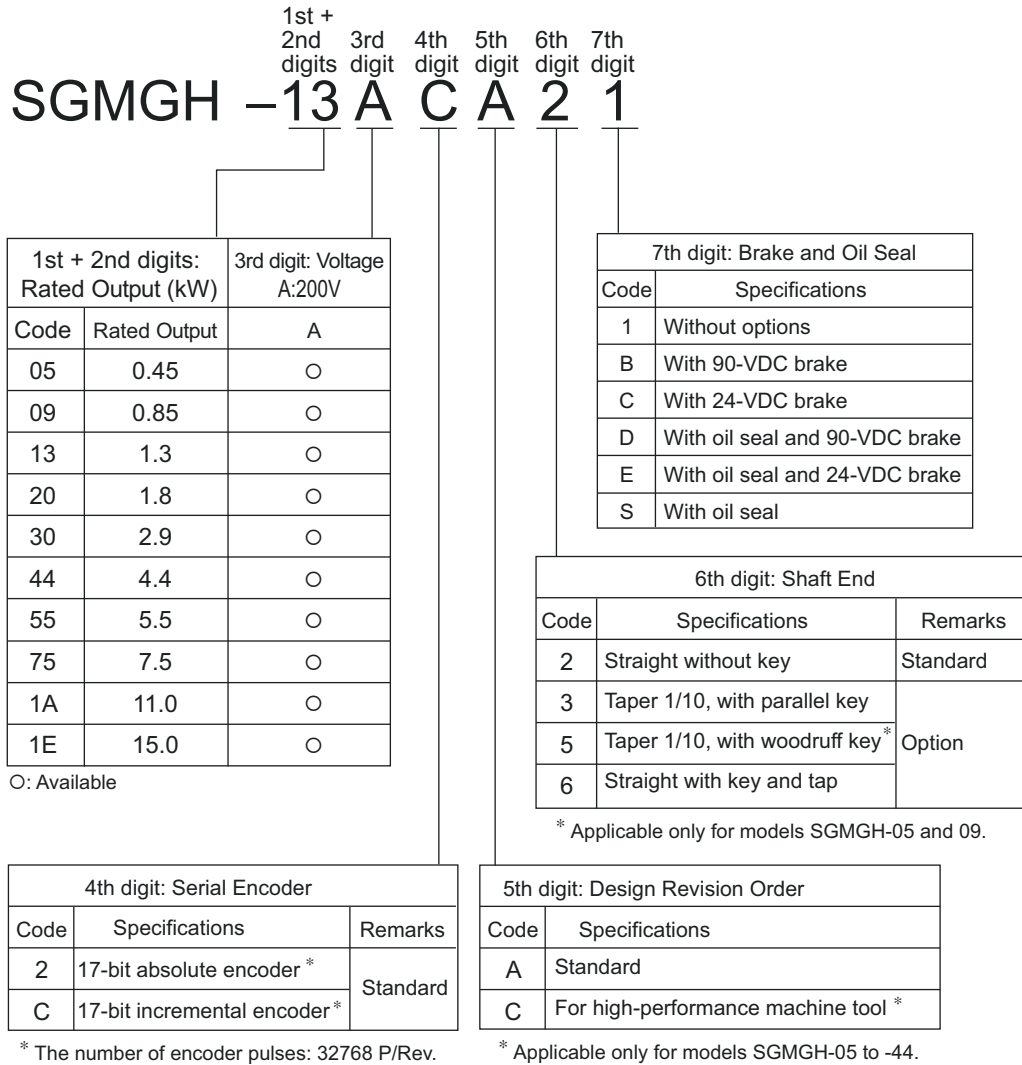 1st +
2nd 3rd 4th 5th 6th 7th
digits digit digit digit digit digit
SGMGH –13 A C A 2 1
1st + 2nd digits: 3rd digit: Voltage
Rated Output (kW) A:200V
Code Rated Output A
05 0.45 ○
09 0.85 ○
13 1.3 ○
20 1.8 ○
30 2.9 ○
44 4.4 ○
55 5.5 ○
75 7.5 ○
1A 11.0 ○
1E 15.0 ○
○: Available
7th digit: Brake and Oil Seal
Code Specifications
1 Without options
B With 90-VDC brake
C With 24-VDC brake
D With oil seal and 90-VDC brake
E With oil seal and 24-VDC brake
S With oil seal
6th digit: Shaft End
Code Specifications Remarks
2 Straight without key Standard
3 Taper 1/10, with parallel key
5 Taper 1/10, with woodruff key* Option
6 Straight with key and tap
* Applicable only for models SGMGH-05 and 09.
4th digit: Serial Encoder
Code Specifications Remarks
2 17-bit absolute encoder * Standard
C 17-bit incremental encoder*
* The number of encoder pulses: 32768 P/Rev.
5th digit: Design Revision Order
Code Specifications
A Standard
C For high-performance machine tool *
* Applicable only for models SGMGH-05 to -44.